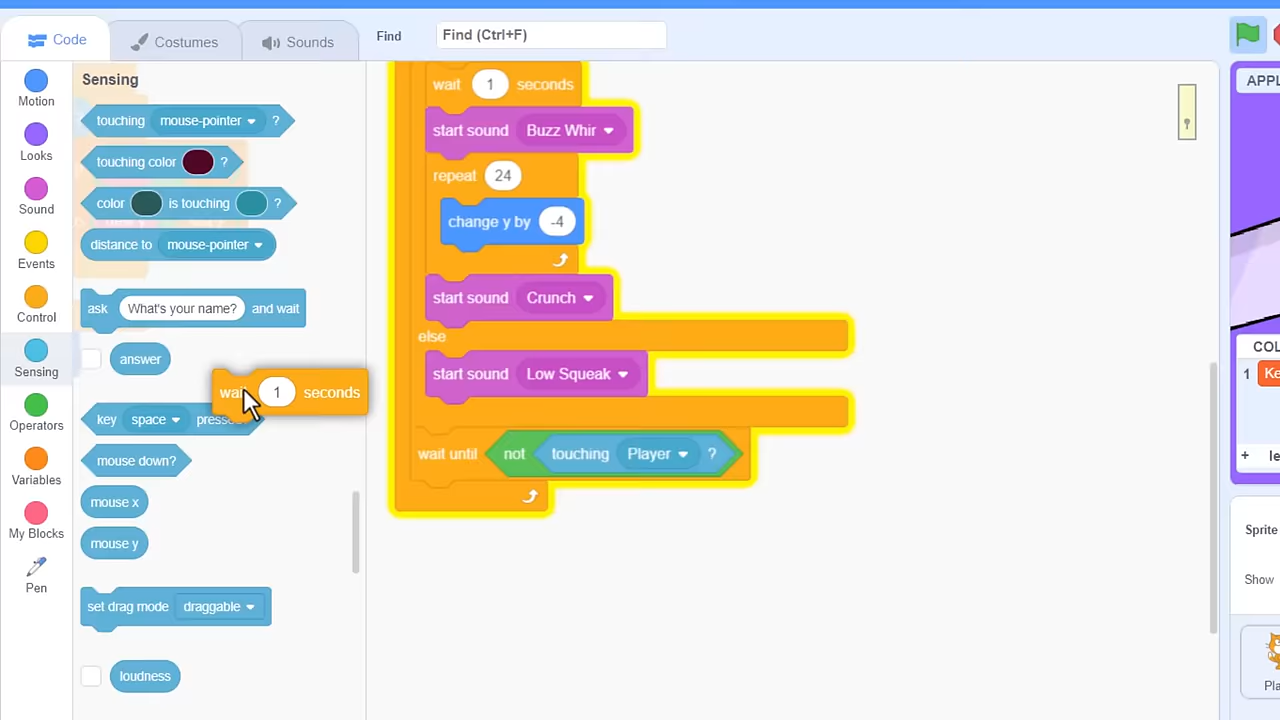 Code
Costumes
Sounds
Find
Find (Ctrl+F)
Motion
Looks
Sound
Events
Control
Sensing
Operators
Variables
My Blocks
Pen
Sensing
touching mouse-pointer ?
touching color ?
color is touching ?
distance to mouse-pointer
ask What's your name? and wait
answer
wait 1 seconds
key space
mouse down?
mouse x
mouse y
set drag mode draggable
loudness
wait 1 seconds
start sound Buzz Whir
repeat 24
change y by -4
start sound Crunch
else
start sound Low Squeak
wait until not touching Player ?
1
+
Sprite
Show